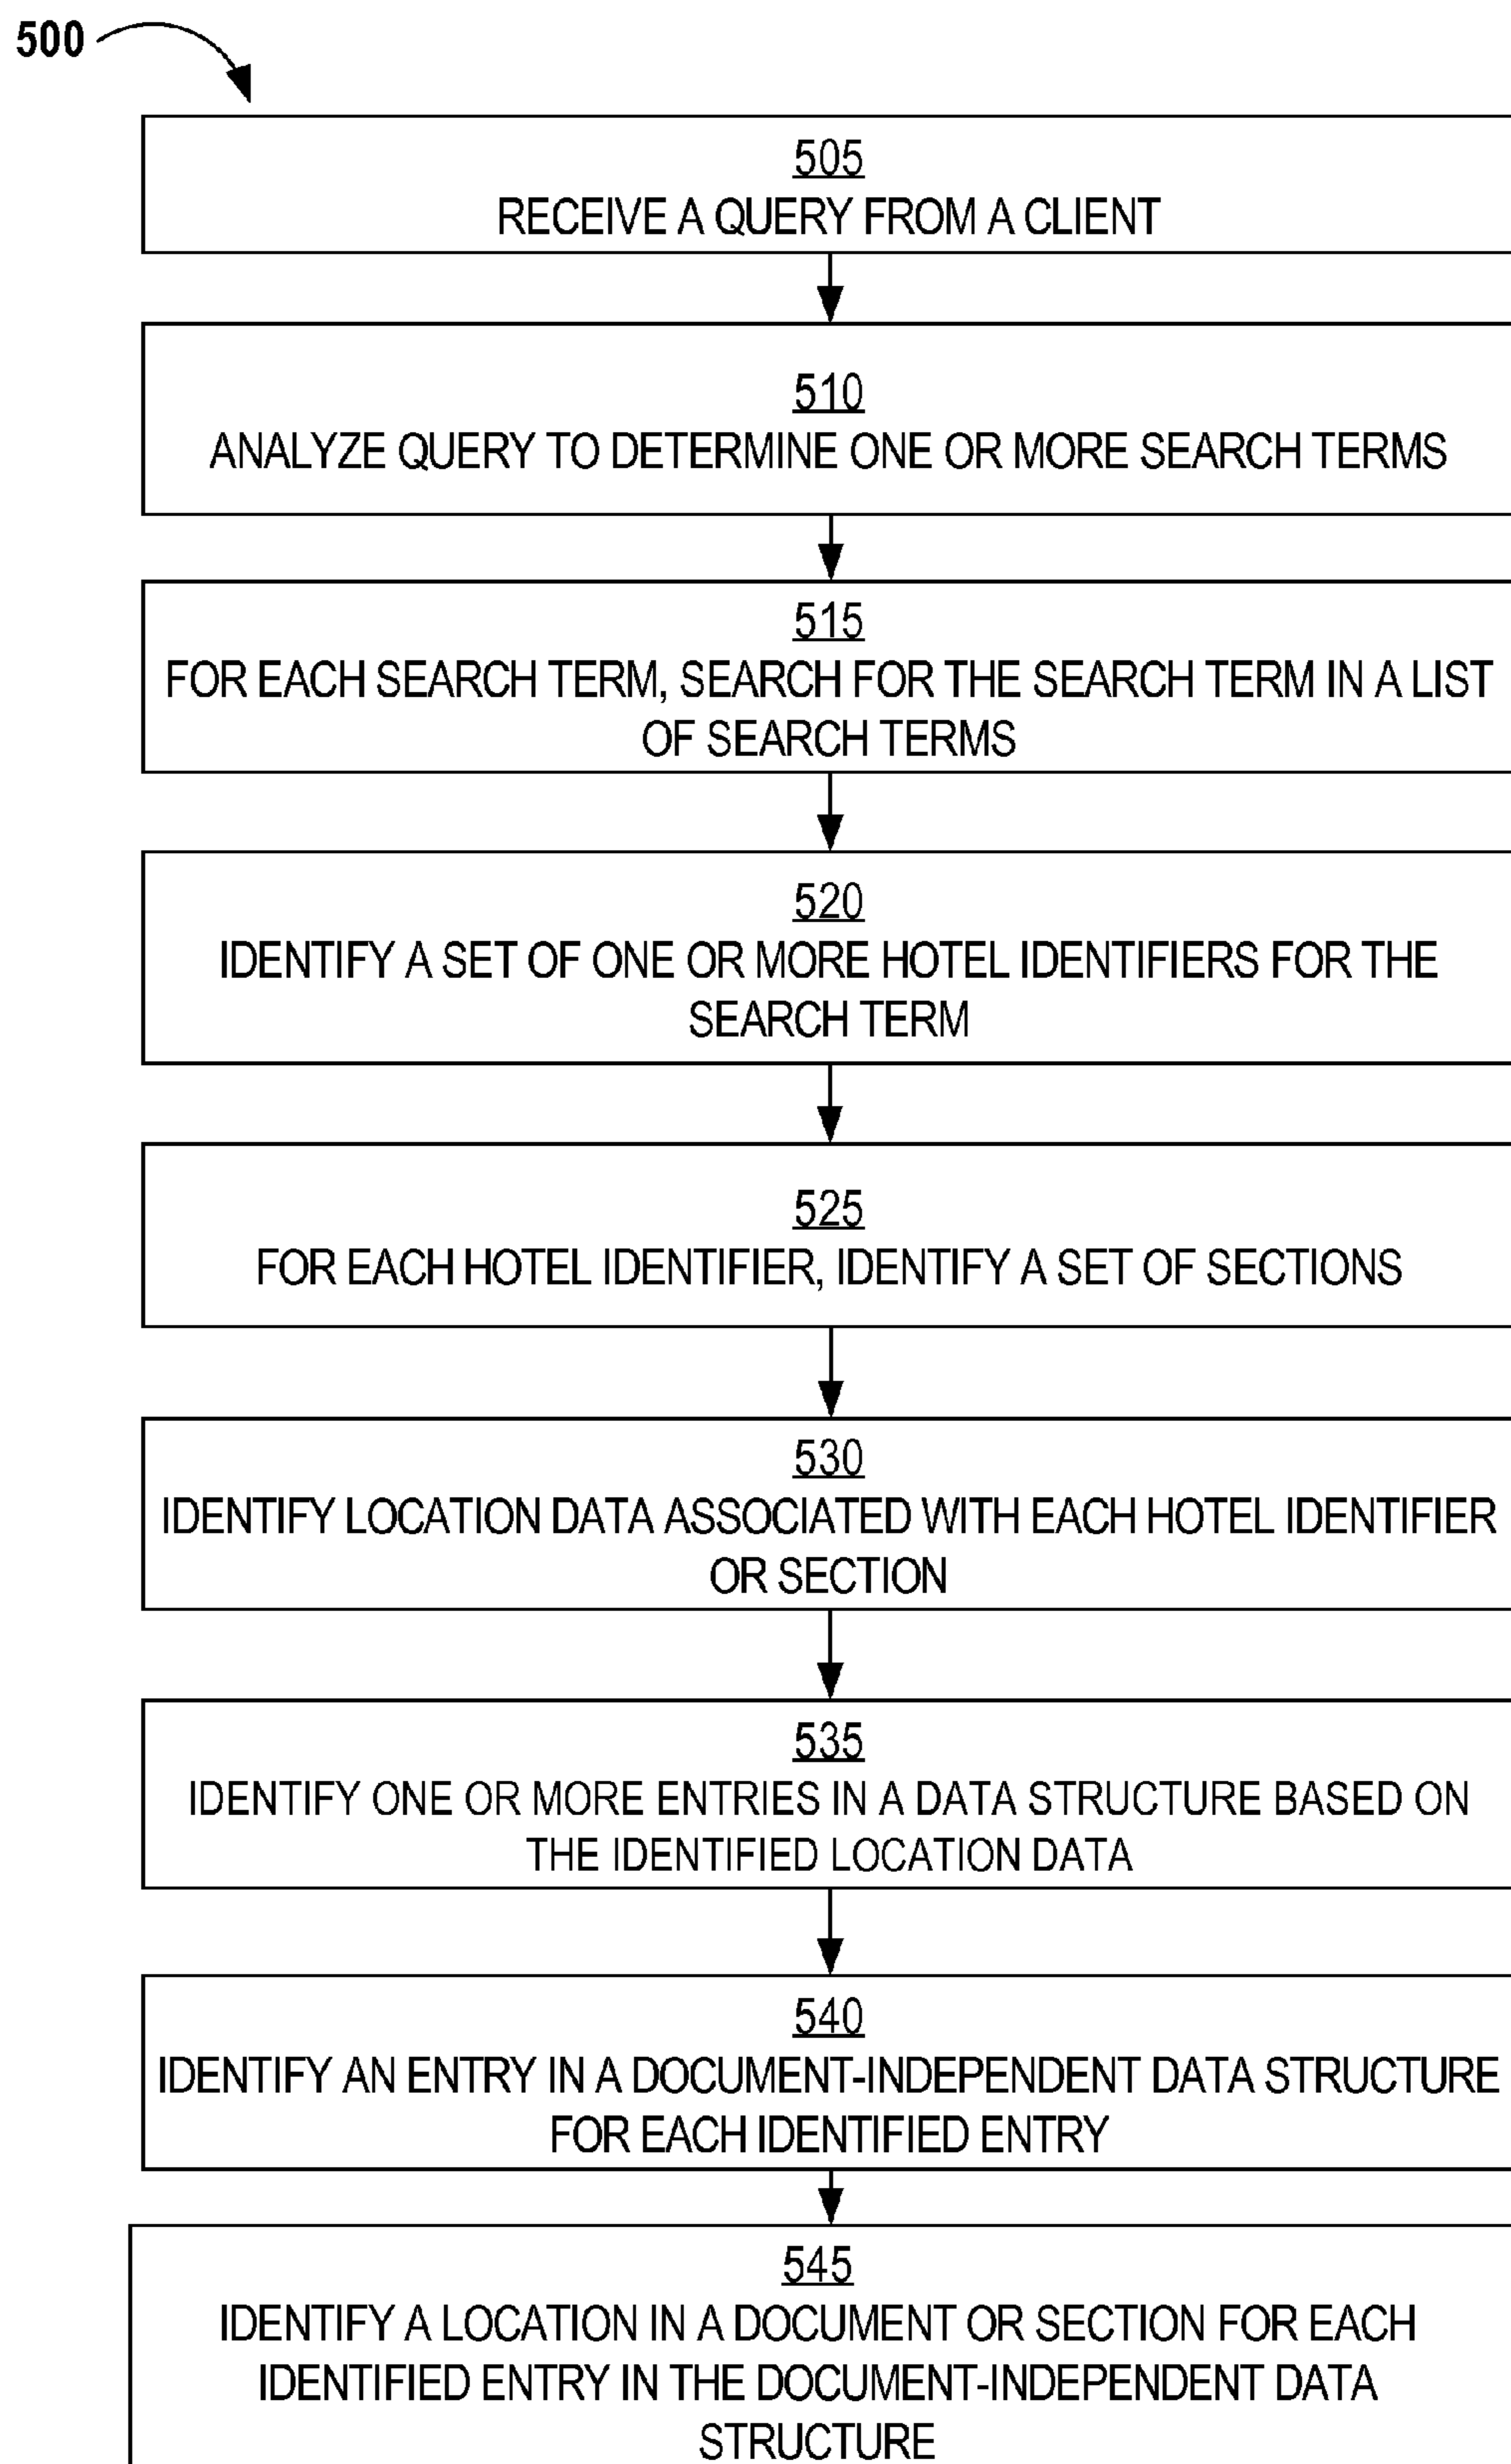 500
505
RECEIVE A QUERY FROM A CLIENT
510
ANALYZE QUERY TO DETERMINE ONE OR MORE SEARCH TERMS
515
FOR EACH SEARCH TERM, SEARCH FOR THE SEARCH TERM IN A LIST
OF SEARCH TERMS
520
IDENTIFY A SET OF ONE OR MORE HOTEL IDENTIFIERS FOR THE
SEARCH TERM
525
FOR EACH HOTEL IDENTIFIER, IDENTIFY A SET OF SECTIONS
530
IDENTIFY LOCATION DATA ASSOCIATED WITH EACH HOTEL IDENTIFIER
OR SECTION
535
IDENTIFY ONE OR MORE ENTRIES IN A DATA STRUCTURE BASED ON
THE IDENTIFIED LOCATION DATA
540
IDENTIFY AN ENTRY IN A DOCUMENT-INDEPENDENT DATA STRUCTURE
FOR EACH IDENTIFIED ENTRY
545
IDENTIFY A LOCATION IN A DOCUMENT OR SECTION FOR EACH
IDENTIFIED ENTRY IN THE DOCUMENT-INDEPENDENT DATA
STRUCTURE